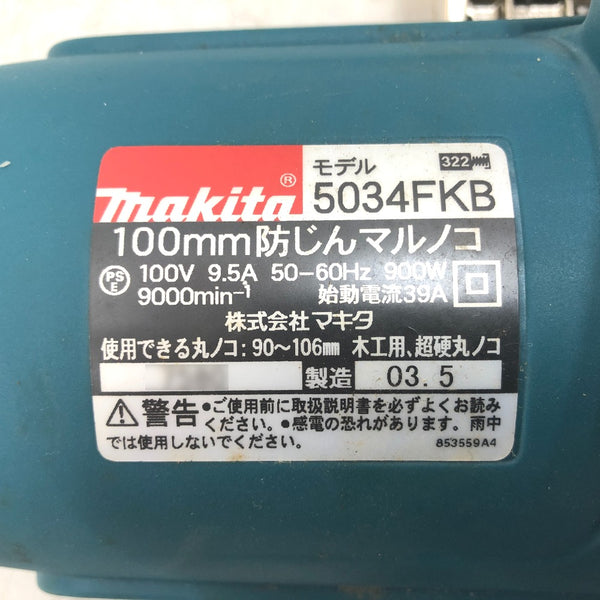 makita®
モデル
322
5034FKB
100mm防じんマルノコ
PS E 100V 9.5A 50-60Hz 900W
9000min⁻¹ 始動電流39A
株式会社マキタ
使用できる丸ノコ:90～106mm 木工用、超硬丸ノコ
製造 03.5
⚠警告 ●ご使用前に取扱説明書を必ずよくお読み
ください。●感電の恐れがあります。雨中
では使用しないでください。
853559A4